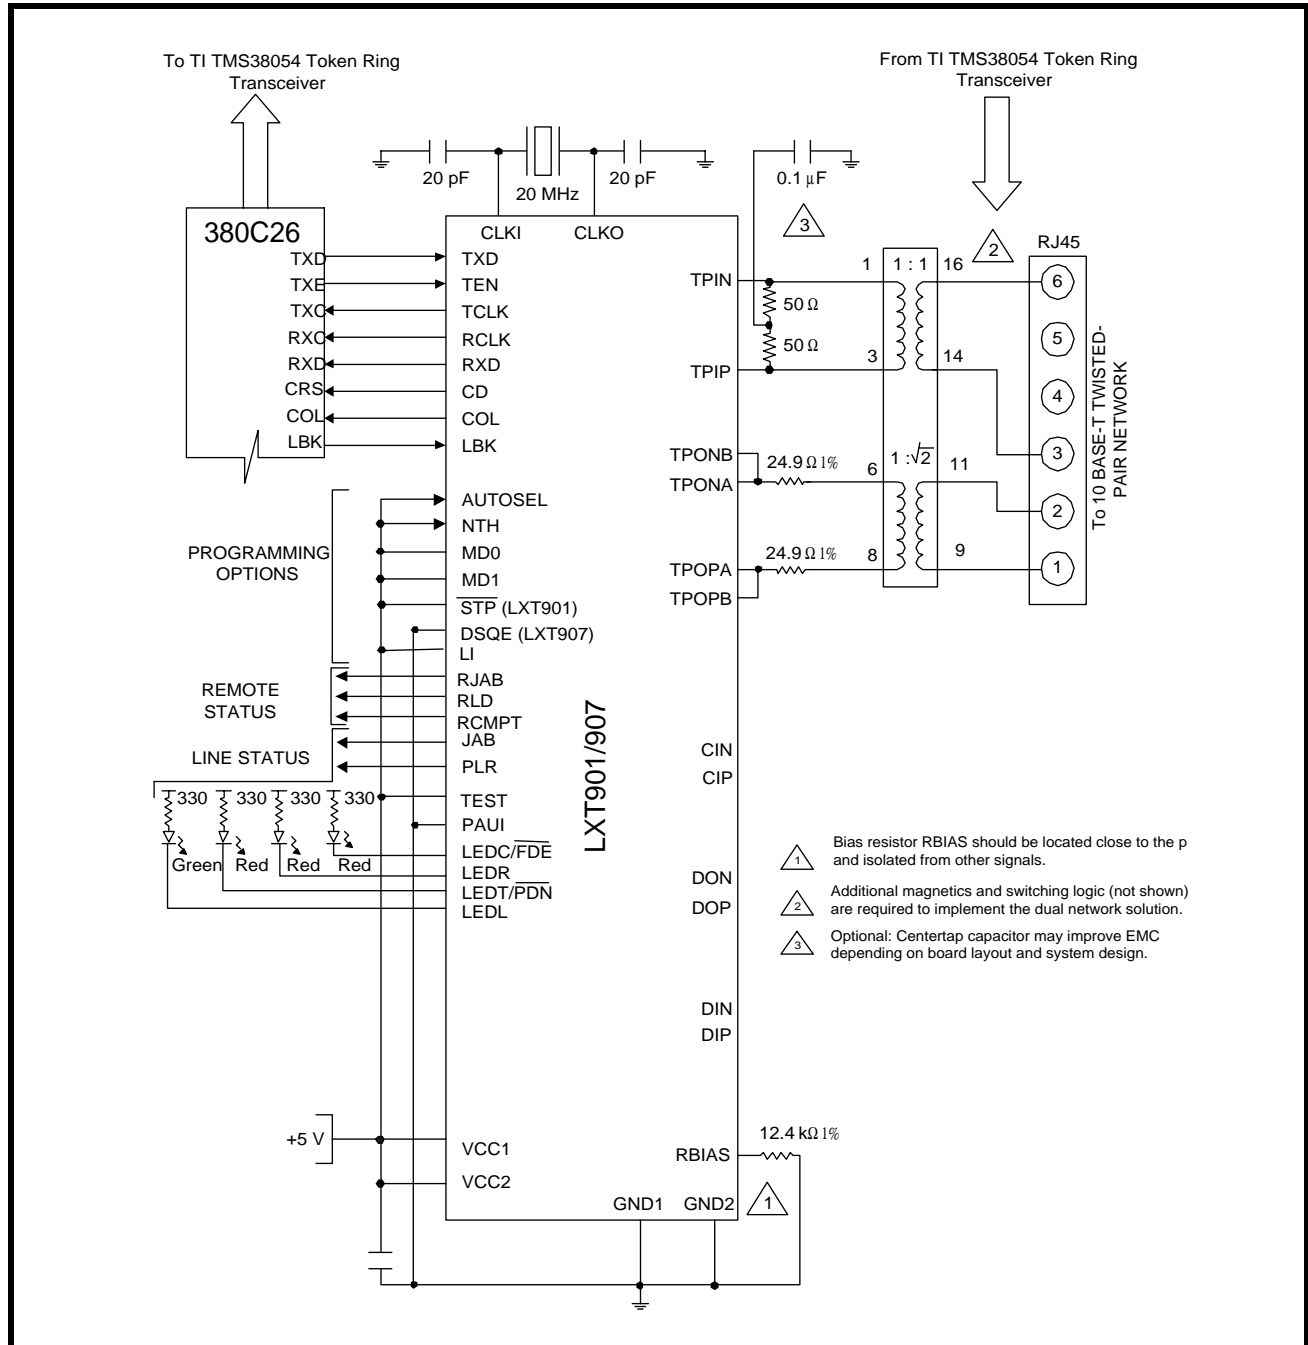 To TI TMS38054 Token Ring
Transceiver
From TI TMS38054 Token Ring
Transceiver
20 pF
20 MHz
20 pF
0.1 µF
3
2
RJ45
380C26
TXD
TXE
TXC
RXC
RXD
CRS
COL
LBK
CLKI
CLKO
TXD
TEN
TCLK
RCLK
RXD
CD
COL
LBK
AUTOSEL
NTH
MD0
MD1
STP (LXT901)
DSQE (LXT907)
LI
RJAB
RLD
RCMPT
JAB
PLR
TEST
PAUI
LEDC/FDE
LEDR
LEDT/PDN
LEDL
VCC1
VCC2
PROGRAMMING
OPTIONS
REMOTE
STATUS
LINE STATUS
330 330 330 330
Green Red Red Red
+5 V
LXT901/907
TPIN
TPIP
TPONB
TPONA
TPOPA
TPOPB
CIN
CIP
DON
DOP
DIN
DIP
RBIAS
GND1
GND2
50 Ω
50 Ω
24.9 Ω 1%
24.9 Ω 1%
12.4 kΩ 1%
1
1 1 : 1 16
3 14
6 1 :√2 11
8 9
6
5
4
3
2
1
To 10 BASE-T TWISTED-
PAIR NETWORK
1 Bias resistor RBIAS should be located close to the p
and isolated from other signals.
2 Additional magnetics and switching logic (not shown)
are required to implement the dual network solution.
3 Optional: Centertap capacitor may improve EMC
depending on board layout and system design.